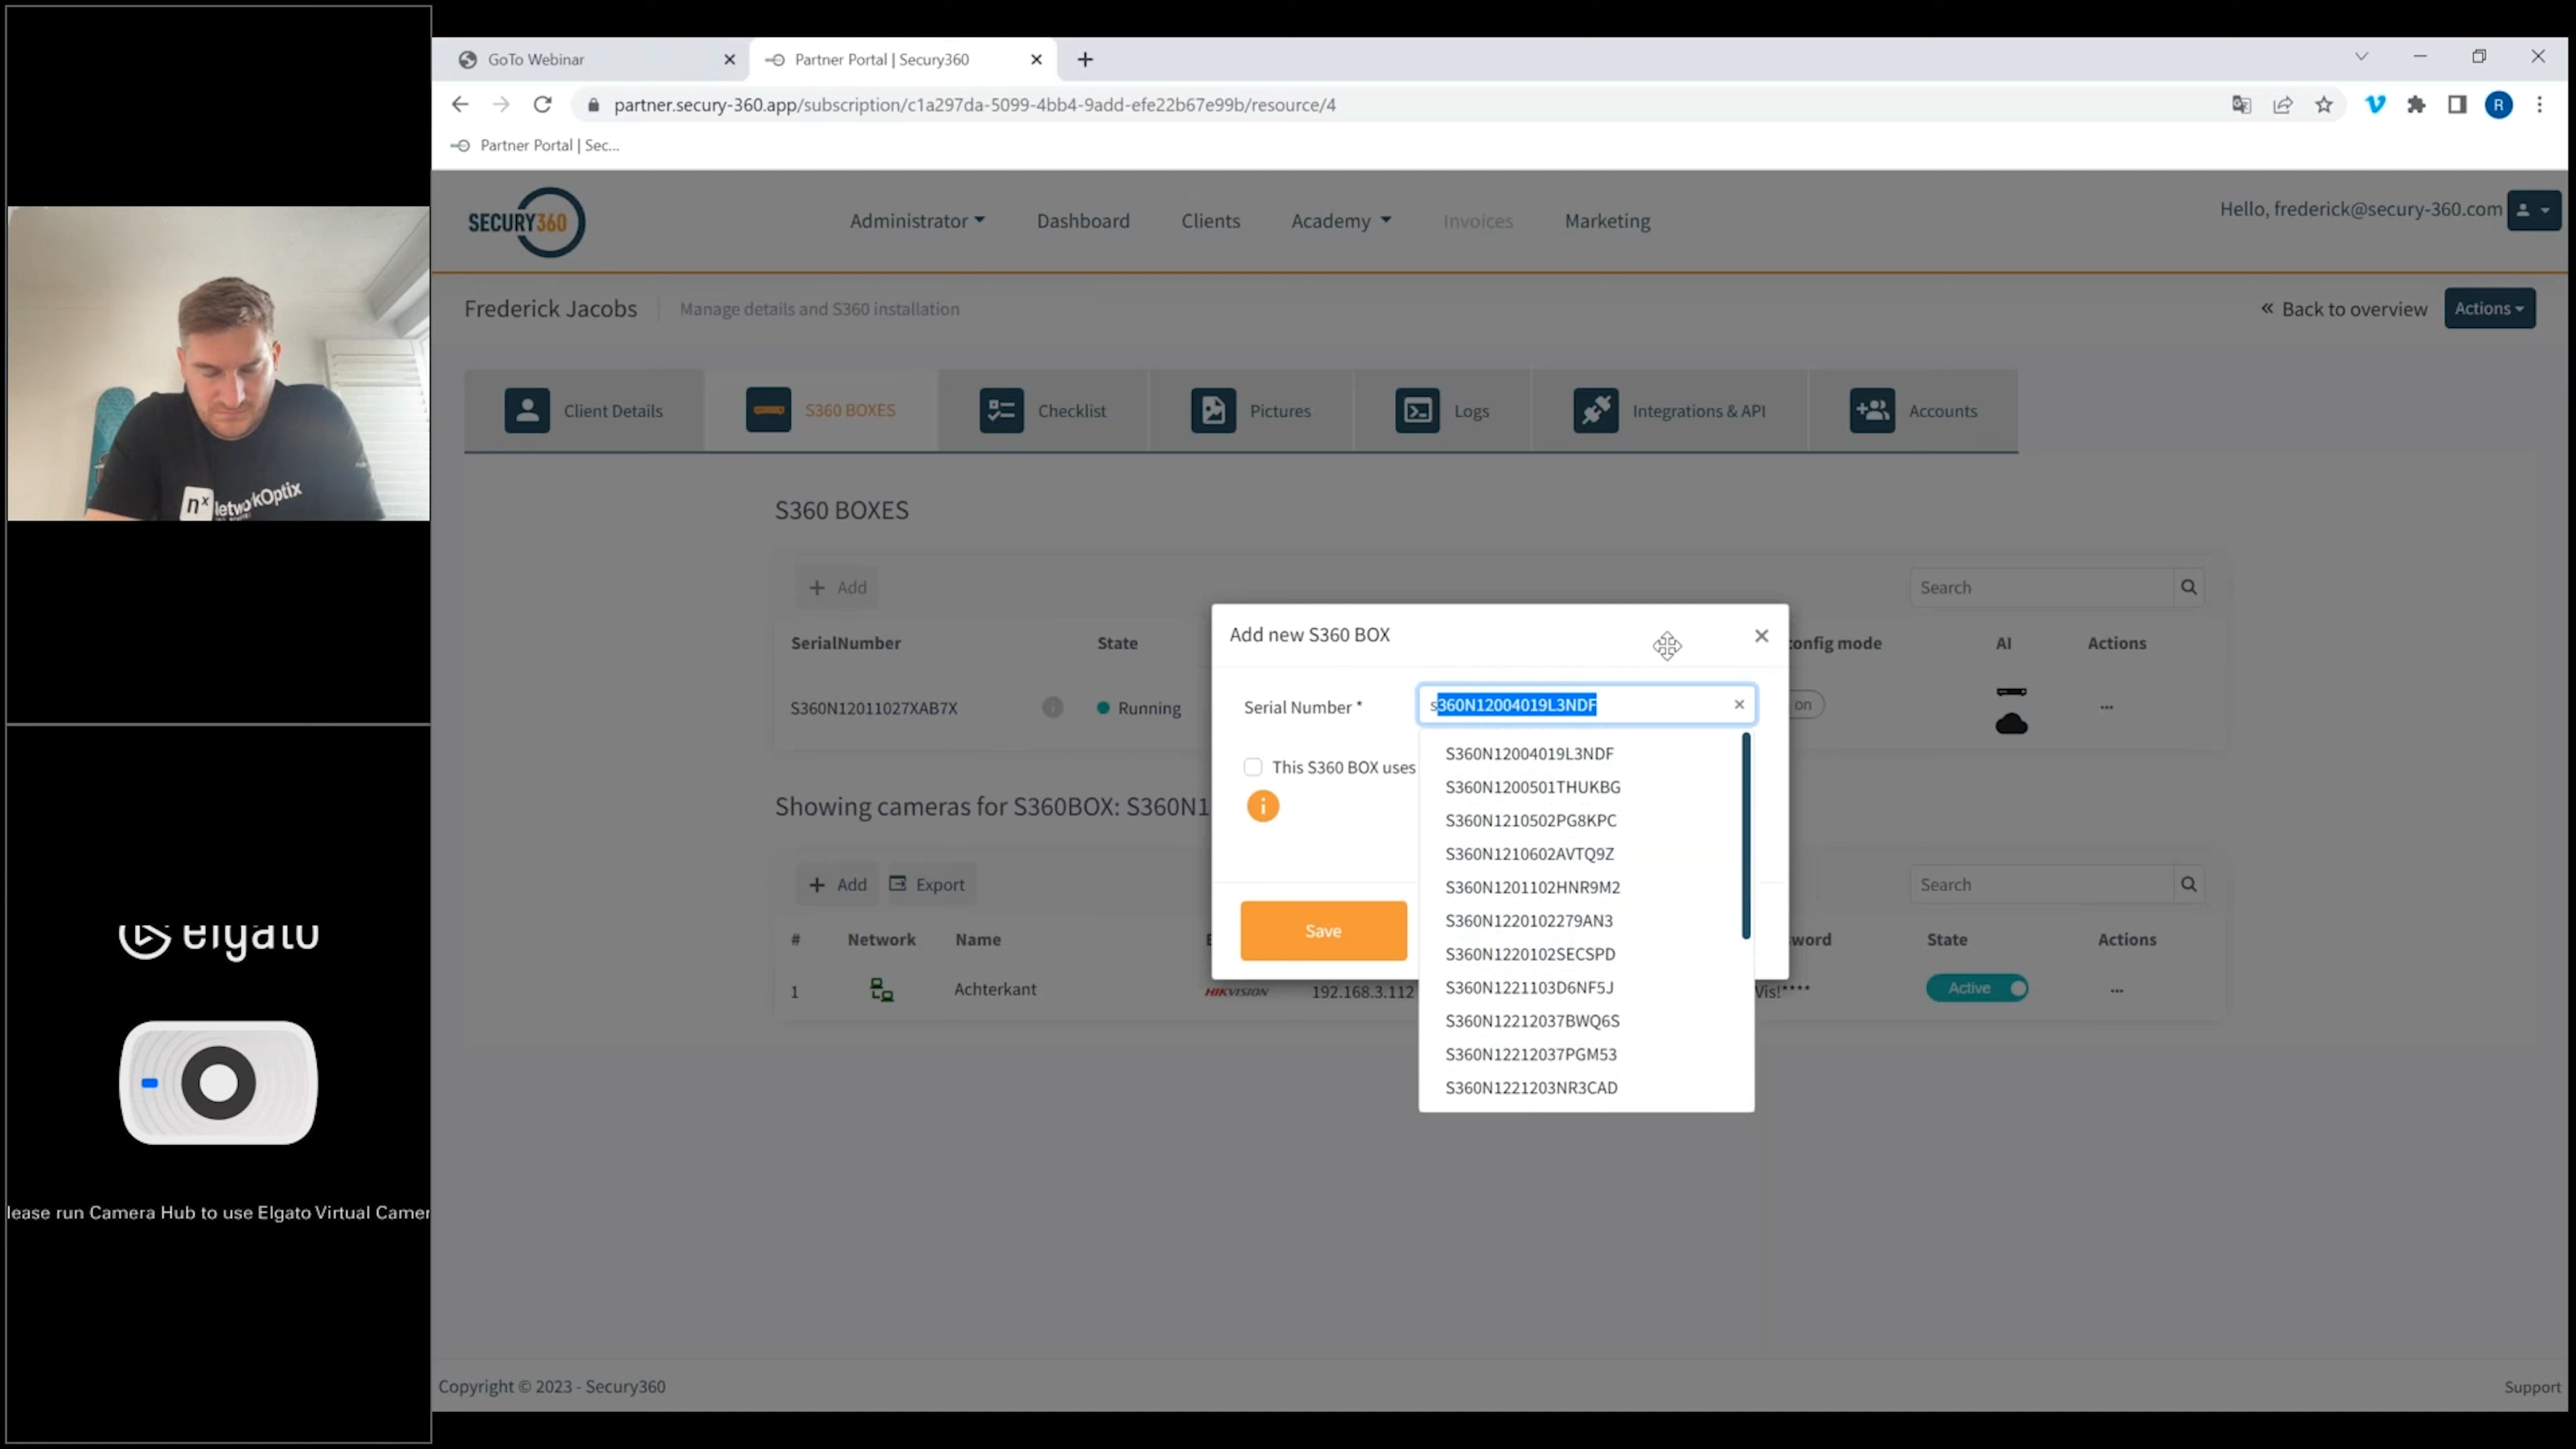 GoTo Webinar
Partner Portal | Secury360
partner.secury-360.app/subscription/c1a297da-5099-4bb4-9add-efe22b67e99b/resource/4
R
Partner Portal | Sec...
SECURY360
Administrator
Dashboard
Clients
Academy
Invoices
Marketing
Hello, frederick@secury-360.com
Frederick Jacobs
Manage details and S360 installation
« Back to overview
Actions
Client Details
S360 BOXES
Checklist
Pictures
Logs
Integrations & API
Accounts
S360 BOXES
+ Add
Search
SerialNumber
State
onfig mode
AI
Actions
S360N12011027XAB7X
Running
on
...
Add new S360 BOX
Serial Number *
s360N12004019L3NDF
This S360 BOX uses
S360N12004019L3NDF
S360N1200501THUKBG
S360N1210502PG8KPC
S360N1210602AVTQ9Z
S360N1201102HNR9M2
S360N1220102279AN3
S360N1220102SECSPD
S360N1221103D6NF5J
S360N12212037BWQ6S
S360N12212037PGM53
S360N1221203NR3CAD
Save
Showing cameras for S360BOX: S360N1
+ Add
Export
Search
#
Network
Name
word
State
Actions
1
Achterkant
HIKVISION
192.168.3.112
Vis!****
Active
...
Copyright © 2023 - Secury360
Support
nx
NetworkOptix
elgato
lease run Camera Hub to use Elgato Virtual Camer